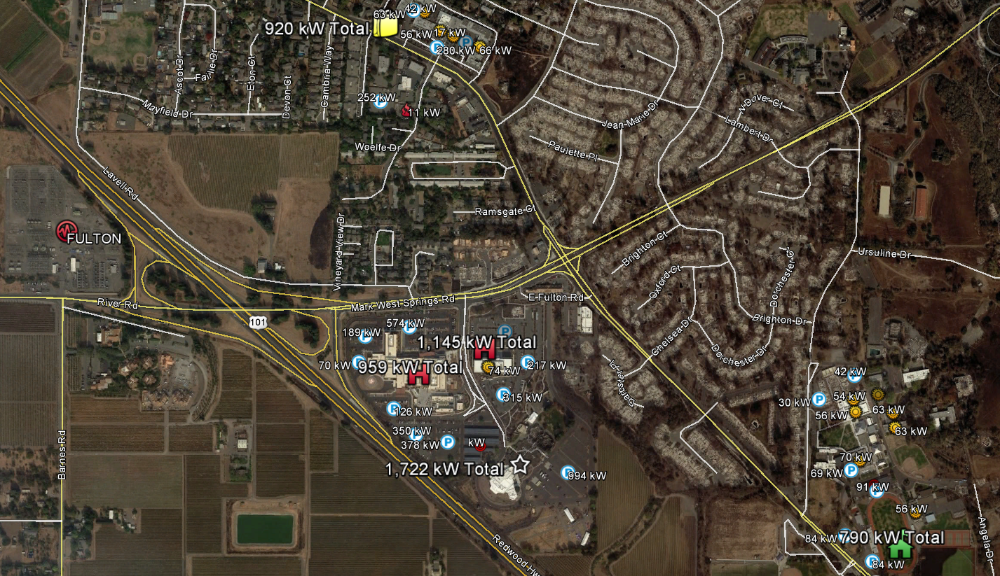 63 kW
42 kW
920 kW Total
56 kW
17 kW
280 kW
66 kW
Ascot Dr
Eton Ct
Devon Ct
Cambria Way
Mayfield Dr
252 kW
11 kW
Jean Marie Dr
N Dover Ct
Lambert Dr
Woelfe Dr
Paulette Pl
Lavell Rd
Ramsgate Ct
Vineyard View Dr
FULTON
Brighton Ct
Oxford Ct
Dorchester Ct
Ursuline Dr
River Rd
Mark West Springs Rd
E Fulton Rd
101
574 kW
189 kW
Brighton Dr
Chelsea Dr
Dorchester Dr
1,145 kW Total
70 kW
959 kW Total
74 kW
217 kW
Darbster Pl
42 kW
315 kW
30 kW
54 kW
126 kW
56 kW
63 kW
350 kW
63 kW
378 kW
kW
Barnes Rd
70 kW
1,722 kW Total
994 kW
69 kW
91 kW
56 kW
Redwood Hw
84 kW
790 kW Total
Angela Dr
84 kW